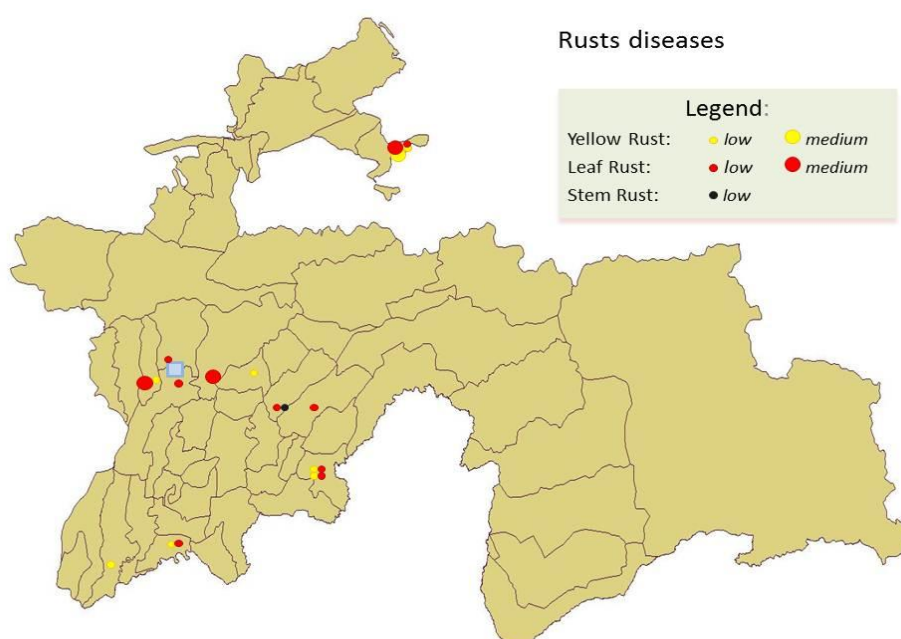 Rusts diseases
Legend:
Yellow Rust: low medium
Leaf Rust: low medium
Stem Rust: low